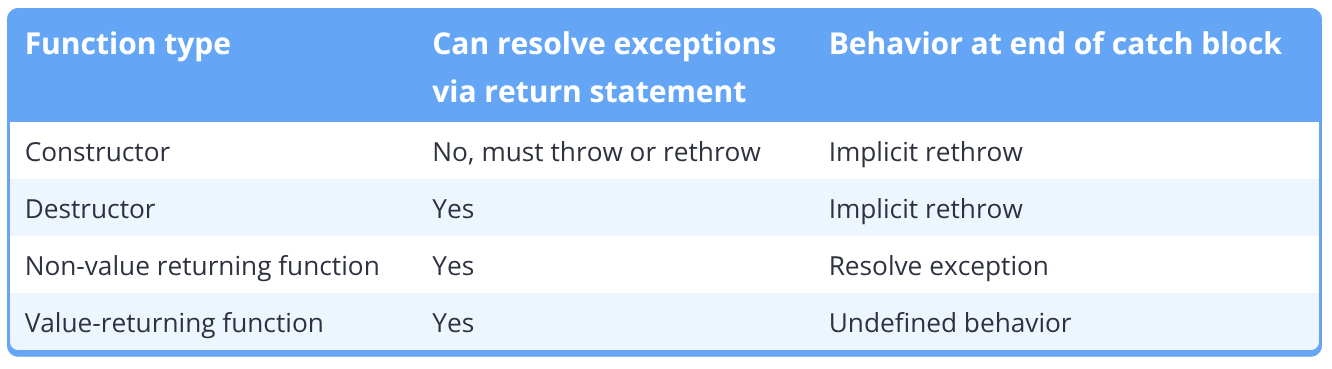 Function type Can resolve exceptions Behavior at end of catch block
via return statement
Constructor No, must throw or rethrow Implicit rethrow
Destructor Yes Implicit rethrow
Non-value returning function Yes Resolve exception
Value-returning function Yes Undefined behavior